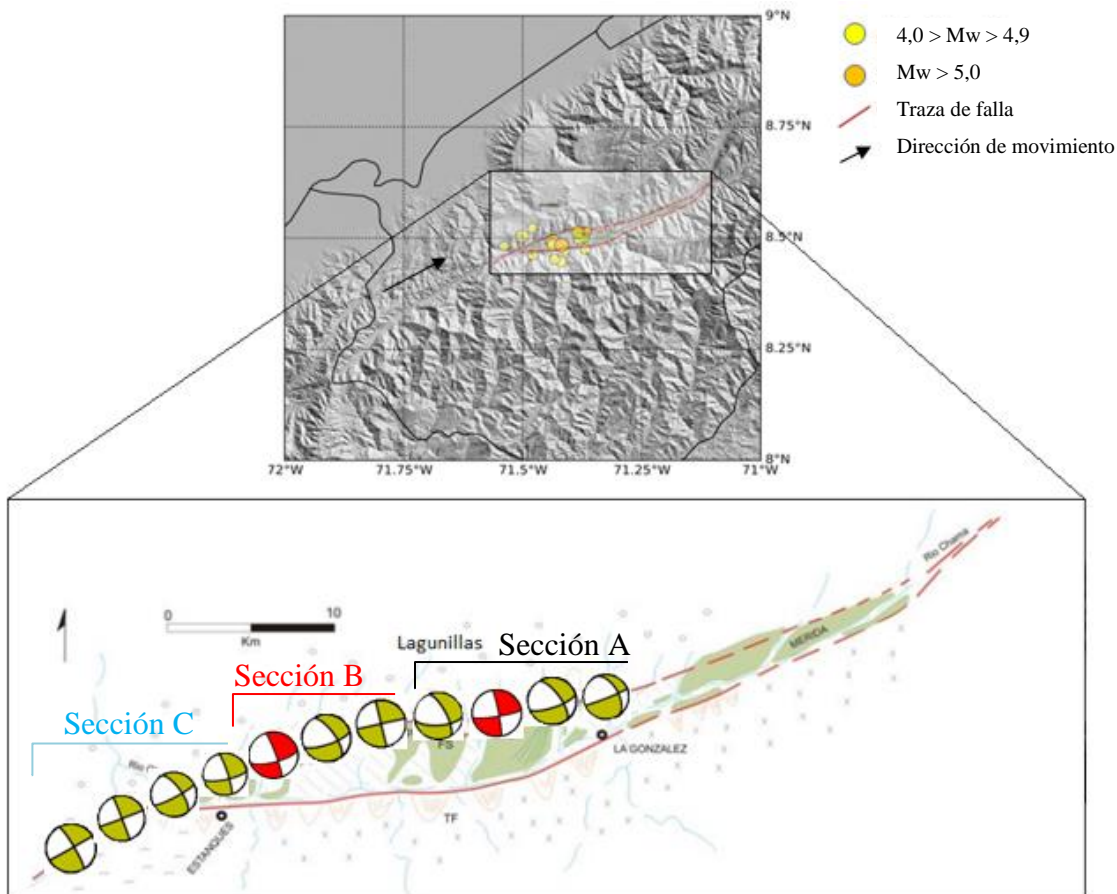 9°N
4,0 > Mw > 4,9
Mw > 5,0
Traza de falla
Dirección de movimiento
8.75°N
8.5°N
8.25°N
8°N
72°W 71.75°W 71.5°W 71.25°W 71°W
Rio Chama
0 10
Km
MERIDA
Lagunillas
Sección A
Sección B
Sección C
FS
LA GONZALEZ
TF
ESTANQUES